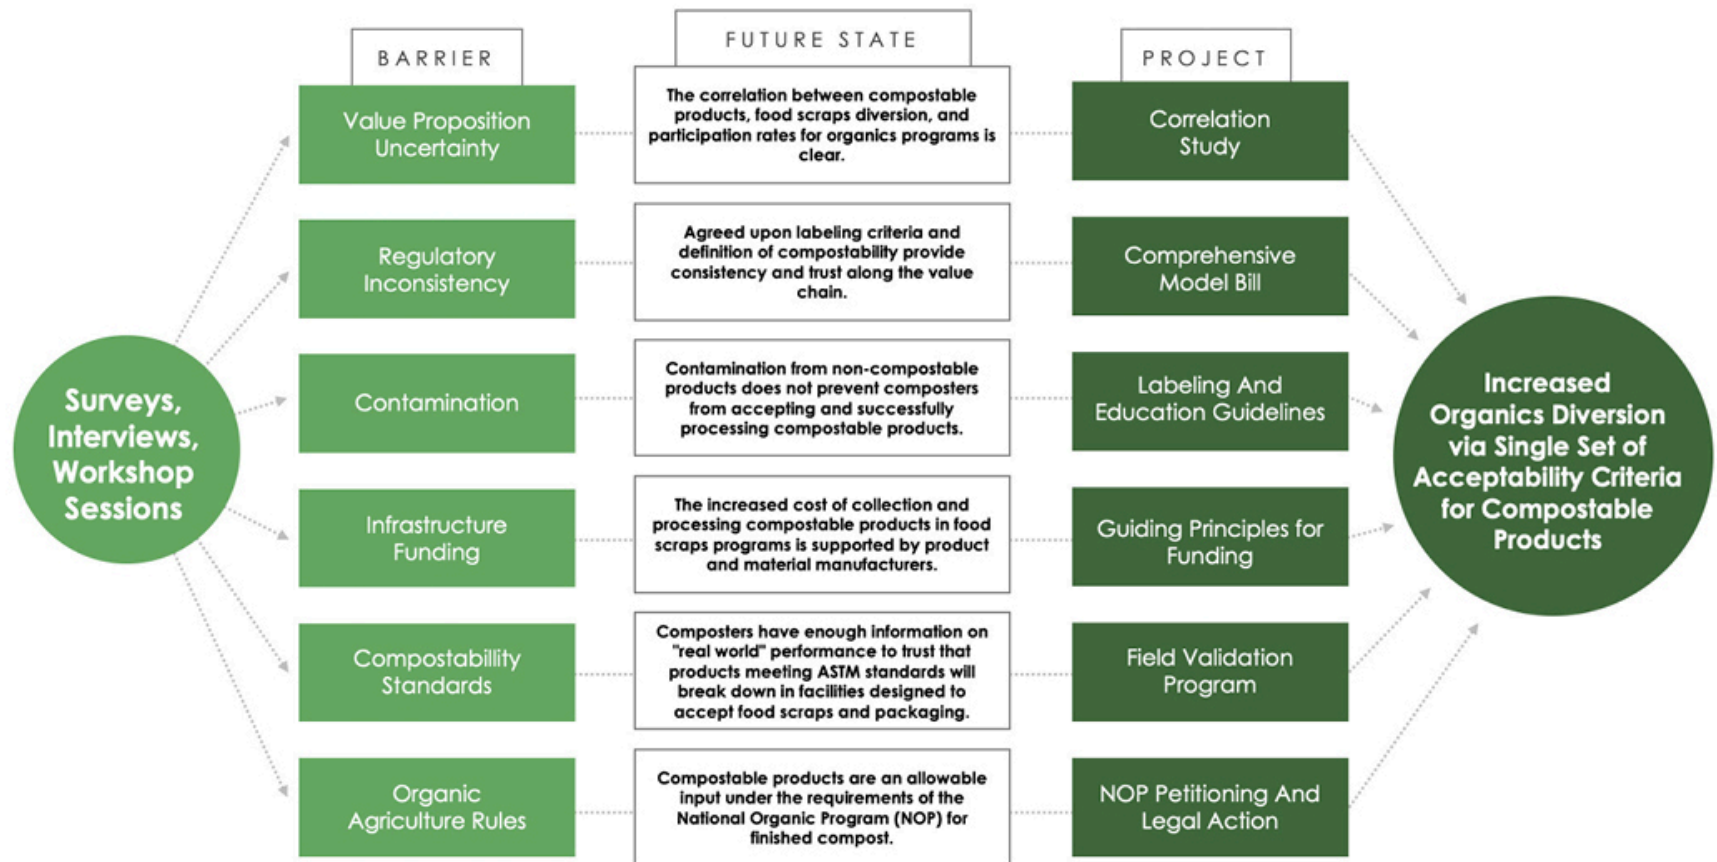 BARRIER
FUTURE STATE
PROJECT
Surveys,
Interviews,
Workshop
Sessions
Value Proposition
Uncertainty
The correlation between compostable
products, food scraps diversion, and
participation rates for organics programs is
clear.
Correlation
Study
Regulatory
Inconsistency
Agreed upon labeling criteria and
definition of compostability provide
consistency and trust along the value
chain.
Comprehensive
Model Bill
Contamination
Contamination from non-compostable
products does not prevent composters
from accepting and successfully
processing compostable products.
Labeling And
Education Guidelines
Infrastructure
Funding
The increased cost of collection and
processing compostable products in food
scraps programs is supported by product
and material manufacturers.
Guiding Principles for
Funding
Compostabillity
Standards
Composters have enough information on
"real world" performance to trust that
products meeting ASTM standards will
break down in facilities designed to
accept food scraps and packaging.
Field Validation
Program
Organic
Agriculture Rules
Compostable products are an allowable
input under the requirements of the
National Organic Program (NOP) for
finished compost.
NOP Petitioning And
Legal Action
Increased
Organics Diversion
via Single Set of
Acceptability Criteria
for Compostable
Products